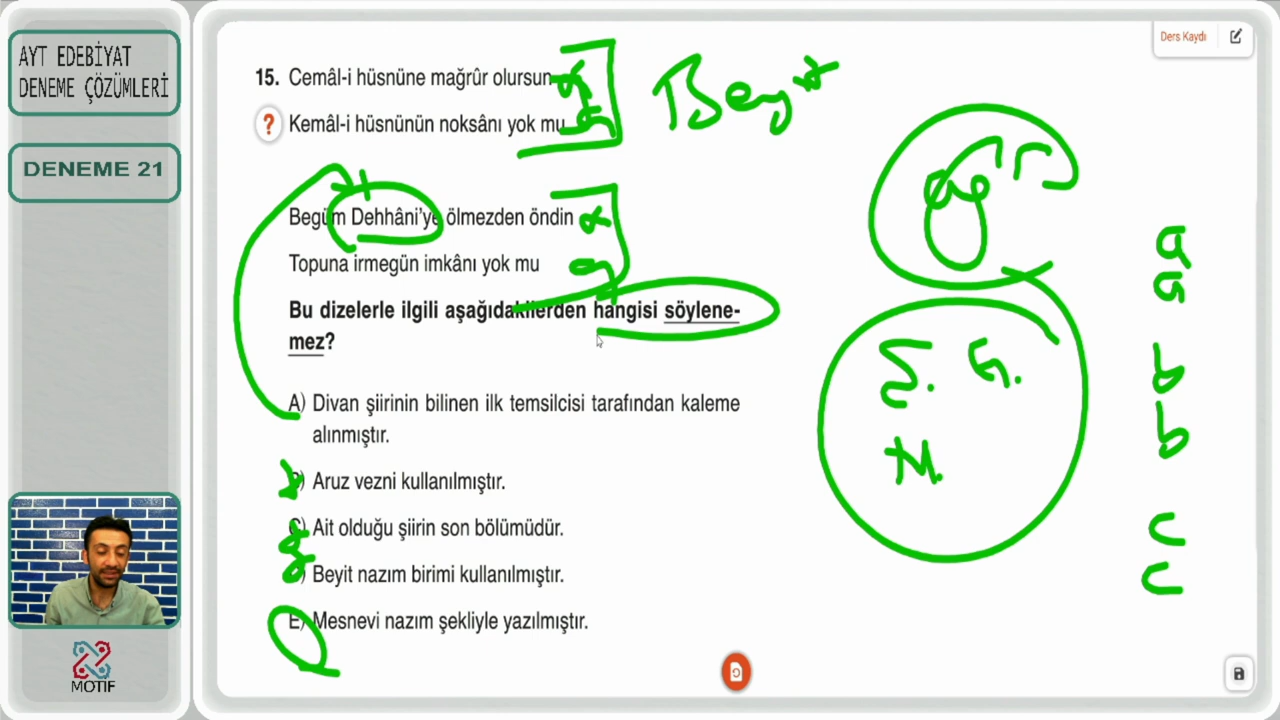 AYT EDEBİYAT
DENEME ÇÖZÜMLERİ
DENEME 21
MOTIF
Ders Kaydı
15. Cemâl-i hüsnüne mağrûr olursun
? Kemâl-i hüsnünün noksânı yok mu
Beyit
Begüm Dehhâni'ye ölmezden öndin
Topuna irmegün imkânı yok mu
Bu dizelerle ilgili aşağıdakilerden hangisi söylene-
mez?
A) Divan şiirinin bilinen ilk temsilcisi tarafından kaleme
alınmıştır.
B) Aruz vezni kullanılmıştır.
C) Ait olduğu şiirin son bölümüdür.
D) Beyit nazım birimi kullanılmıştır.
E) Mesnevi nazım şekliyle yazılmıştır.
a
a
b
b
c
c